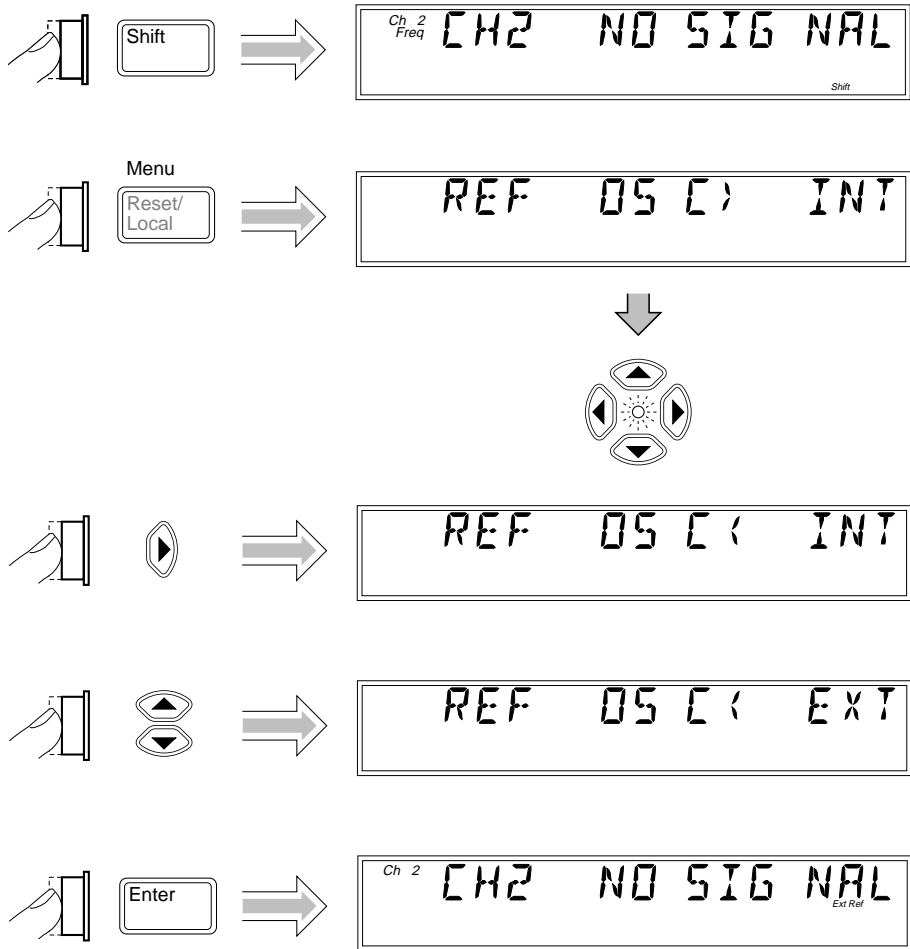 Shift
Ch 2
Freq
CH2 NO SIG NAL
Shift
Menu
Reset/
Local
REF OS C> INT
REF OS C< INT
REF OS C< EXT
Enter
Ch 2
CH2 NO SIG NAL
Ext Ref